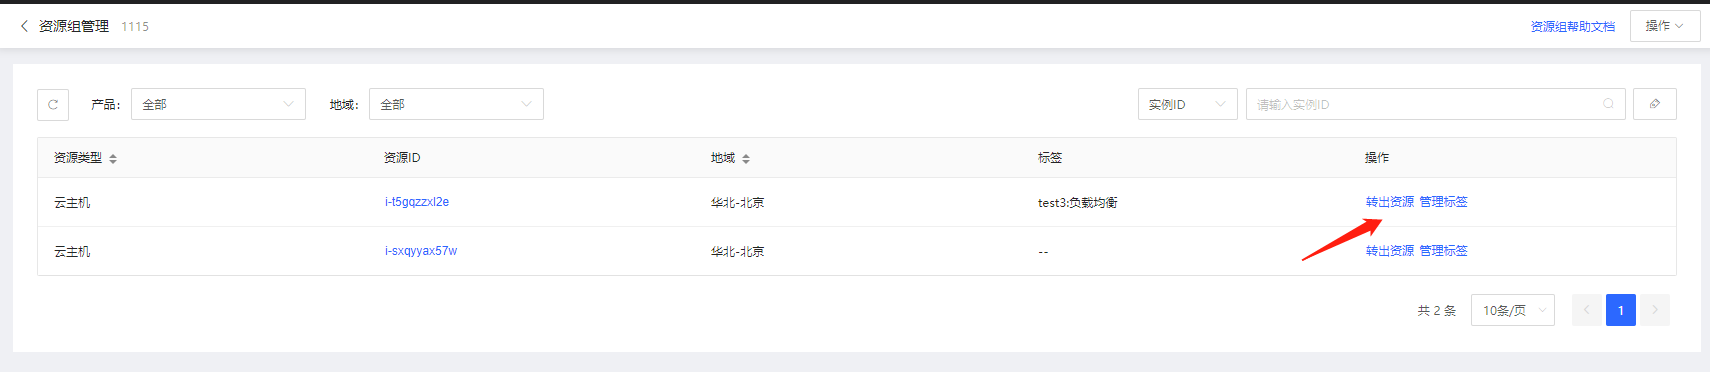 资源组管理 1115 资源组帮助文档 操作
产品: 全部 地域: 全部 实例ID 请输入实例ID
资源类型 资源ID 地域 标签 操作
云主机 i-t5gqzzxl2e 华北-北京 test3:负载均衡 转出资源 管理标签
云主机 i-sxqyyax57w 华北-北京 -- 转出资源 管理标签
共 2 条 10条/页 1